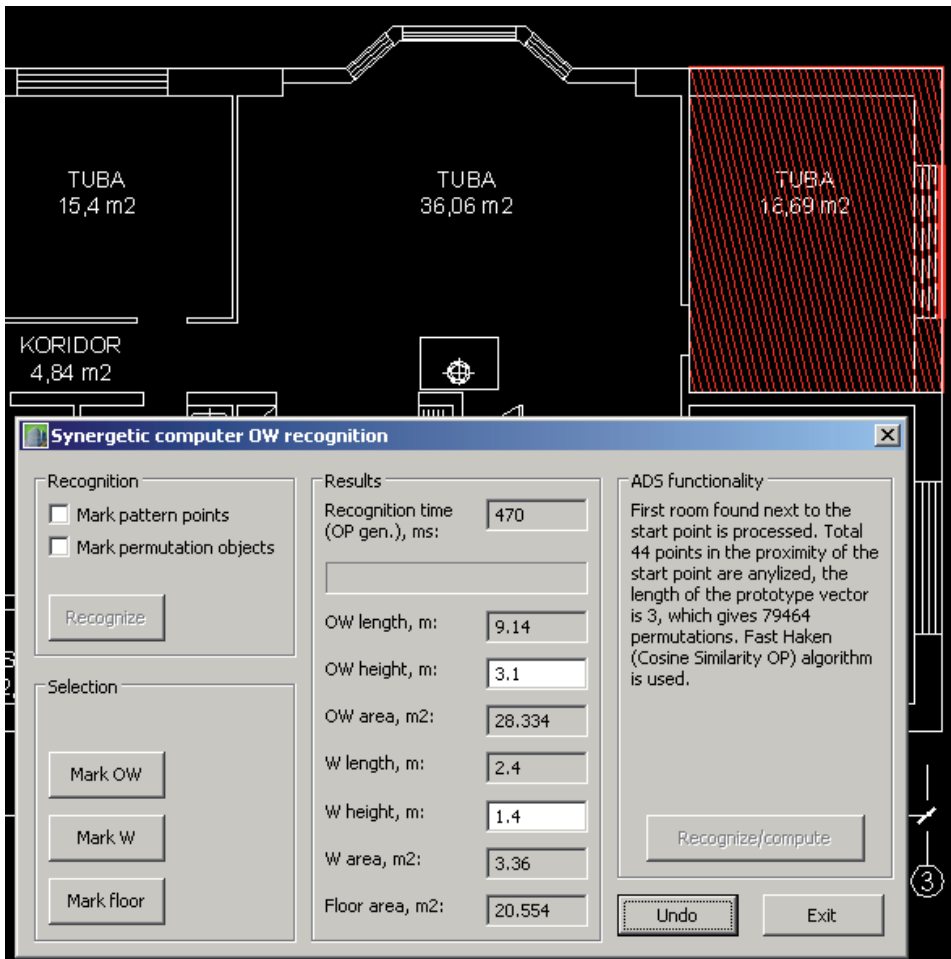 TUBA
15,4 m2
TUBA
36,06 m2
TUBA
18,69 m2
KORIDOR
4,84 m2
Synergetic computer OW recognition
Recognition
Mark pattern points
Mark permutation objects
Recognize
Selection
Mark OW
Mark W
Mark floor
Results
Recognition time
(OP gen.), ms:
470
OW length, m:
9.14
OW height, m:
3.1
OW area, m2:
28.334
W length, m:
2.4
W height, m:
1.4
W area, m2:
3.36
Floor area, m2:
20.554
ADS functionality
First room found next to the
start point is processed. Total
44 points in the proximity of the
start point are anylized, the
length of the prototype vector
is 3, which gives 79464
permutations. Fast Haken
(Cosine Similarity OP) algorithm
is used.
Recognize/compute
Undo
Exit
3